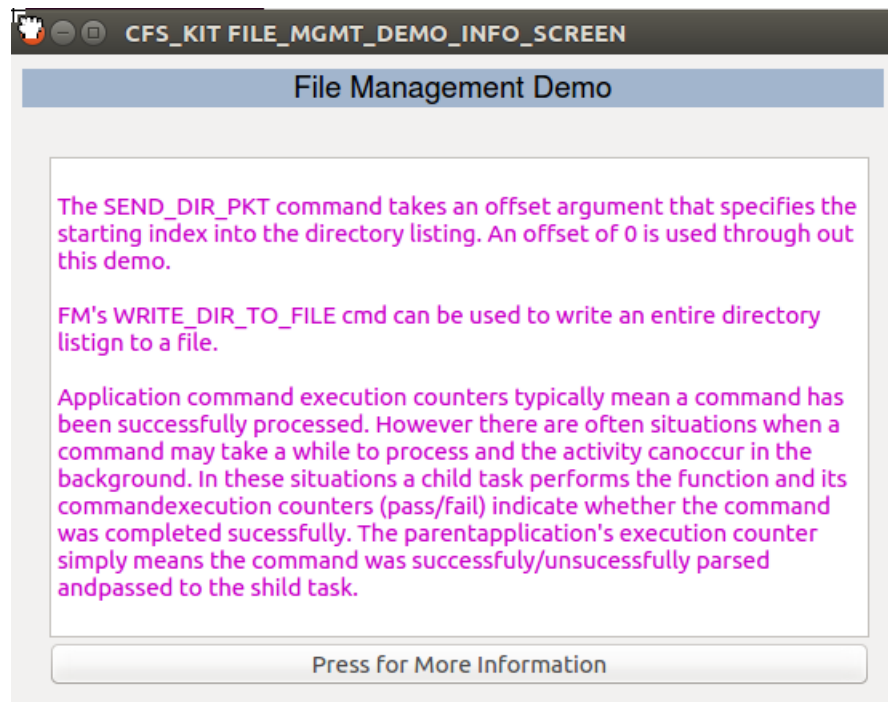 CFS_KIT FILE_MGMT_DEMO_INFO_SCREEN
File Management Demo
The SEND_DIR_PKT command takes an offset argument that specifies the
starting index into the directory listing. An offset of 0 is used through out
this demo.
FM's WRITE_DIR_TO_FILE cmd can be used to write an entire directory
listign to a file.
Application command execution counters typically mean a command has
been successfully processed. However there are often situations when a
command may take a while to process and the activity canoccur in the
background. In these situations a child task performs the function and its
commandexecution counters (pass/fail) indicate whether the command
was completed sucessfully. The parentapplication's execution counter
simply means the command was successfuly/unsucessfully parsed
andpassed to the shild task.
Press for More Information